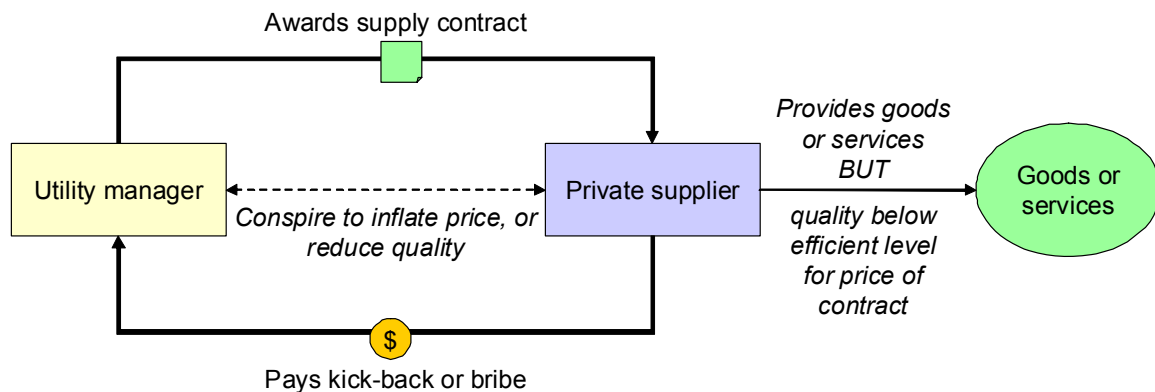 Awards supply contract
Utility manager
Conspire to inflate price, or
reduce quality
Private supplier
Provides goods
or services
BUT
quality below
efficient level
for price of
contract
Goods or
services
$
Pays kick-back or bribe